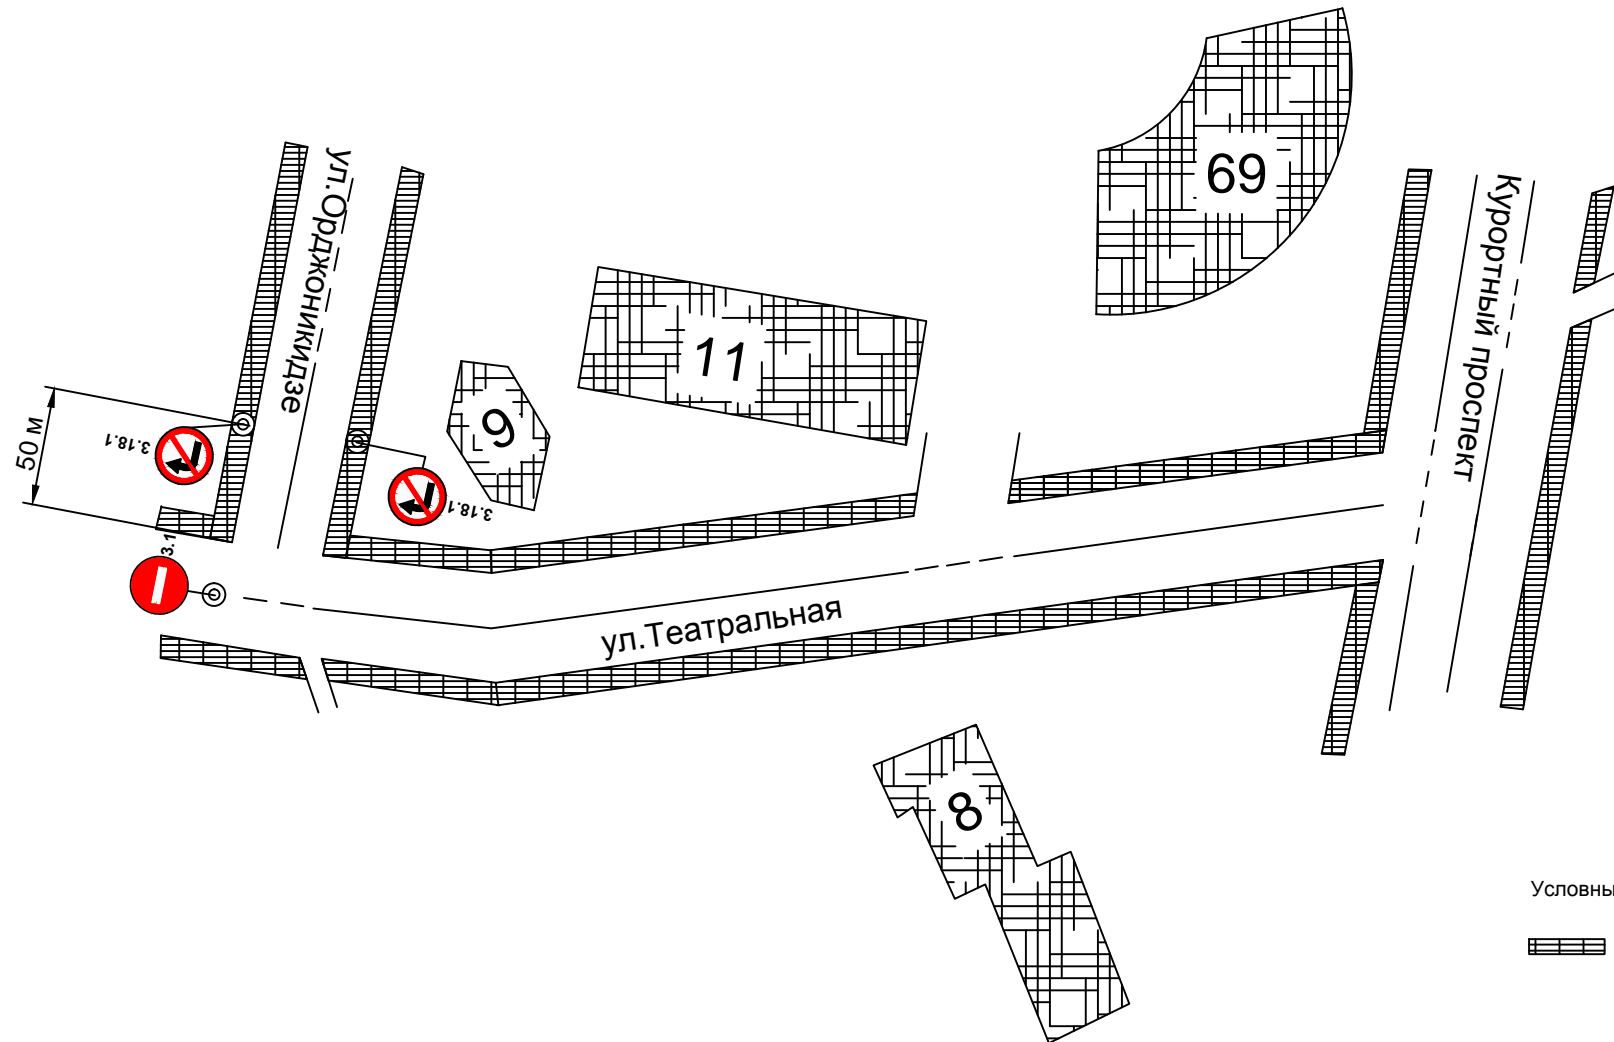 69
ул.Орджоникидзе
Курортный проспект
11
9
50 м
3.18.1
3.18.1
3.1
ул.Театральная
8
Условны